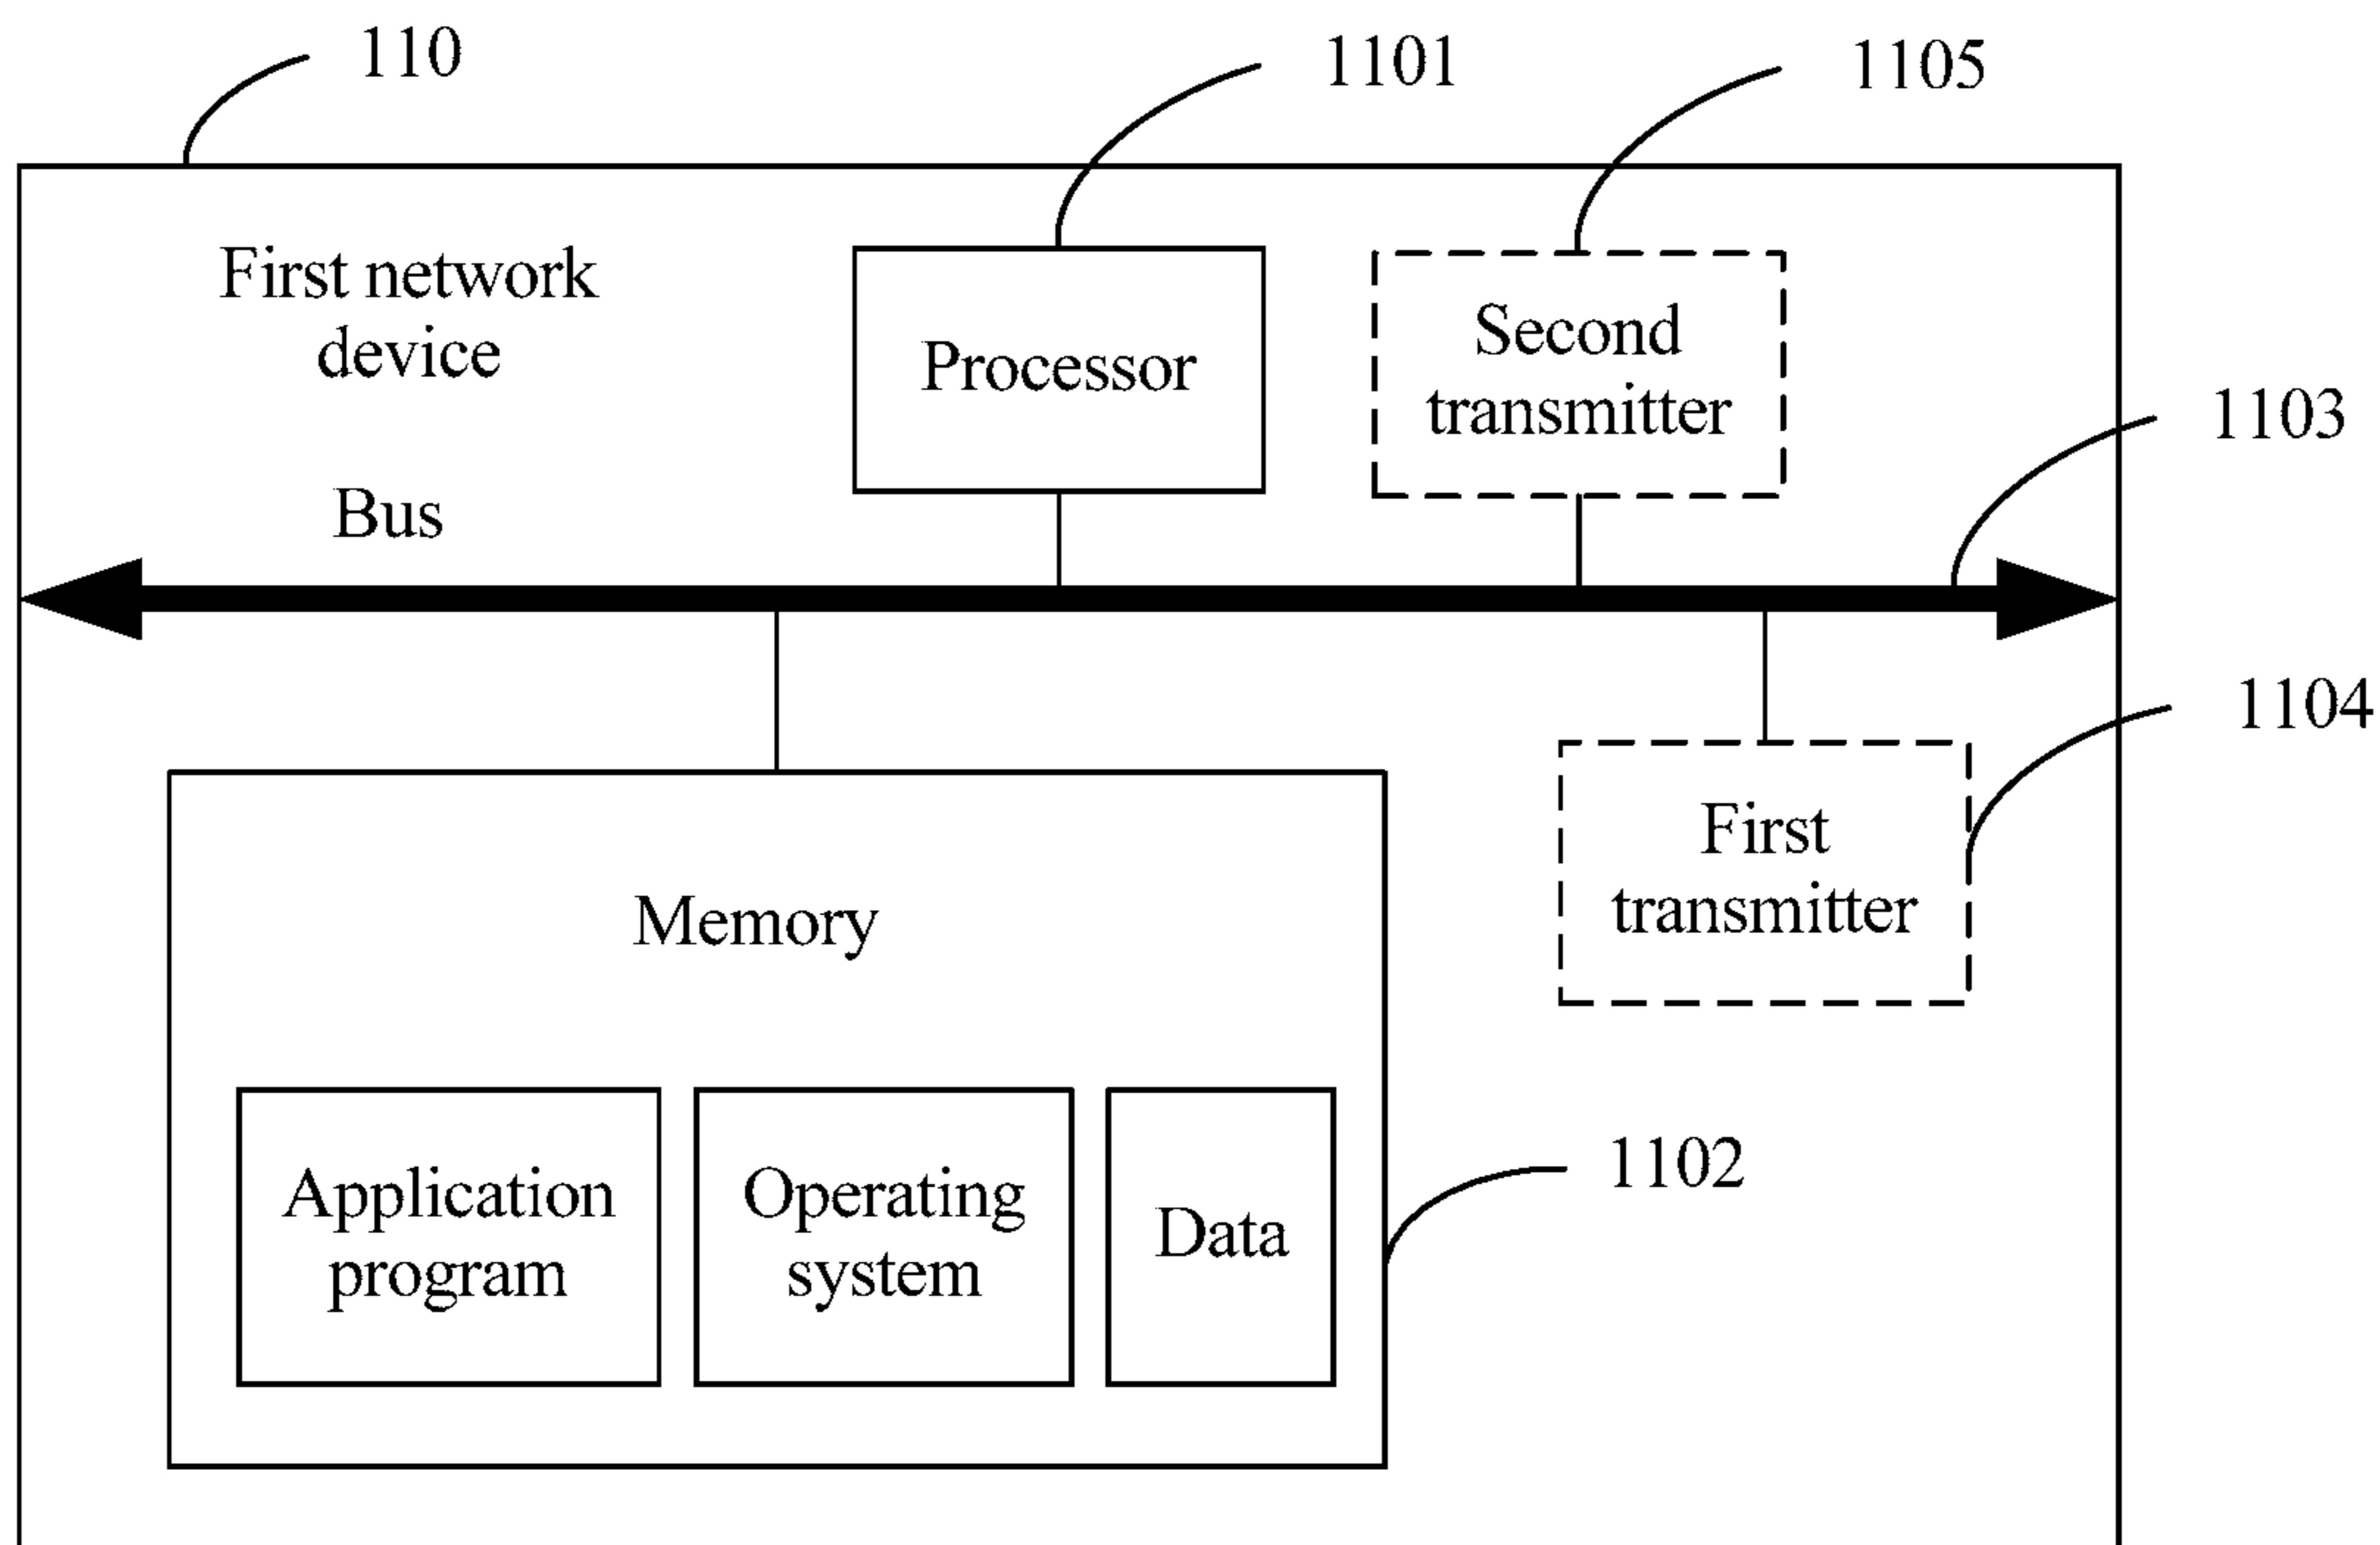 110
1101
1105
First network
device
Processor
Second
transmitter
1103
Bus
1104
First
transmitter
Memory
1102
Application
program
Operating
system
Data